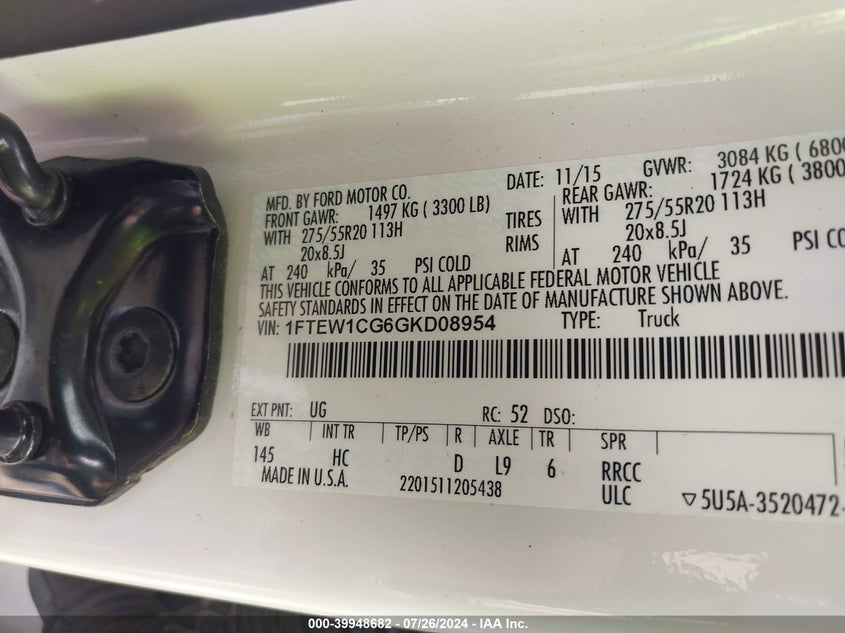 MFD. BY FORD MOTOR CO. DATE: 11/15 GVWR: 3084 KG ( 6800
FRONT GAWR: 1497 KG ( 3300 LB) REAR GAWR: 1724 KG ( 3800
WITH 275/55R20 113H TIRES WITH 275/55R20 113H
20x8.5J RIMS 20x8.5J
AT 240 kPa/ 35 PSI COLD AT 240 kPa/ 35 PSI COL
THIS VEHICLE CONFORMS TO ALL APPLICABLE FEDERAL MOTOR VEHICLE
SAFETY STANDARDS IN EFFECT ON THE DATE OF MANUFACTURE SHOWN ABOVE.
VIN: 1FTEW1CG6GKD08954 TYPE: Truck
EXT PNT: UG RC: 52 DSO:
WB INT TR TP/PS R AXLE TR SPR
145 HC D L9 6 RRCC
MADE IN U.S.A. 2201511205438 ULC ▽5U5A-3520472-
000-39948682 - 07/26/2024 - IAA Inc.